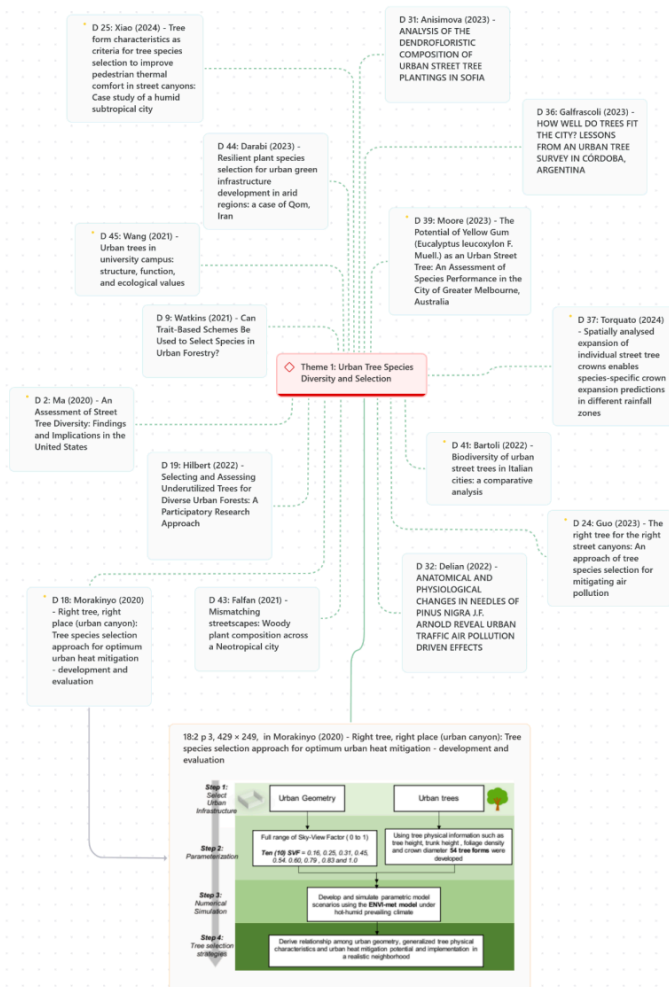 D 25: Xiao (2024) - Tree
form characteristics as
criteria for tree species
selection to improve
pedestrian thermal
comfort in street canyons:
Case study of a humid
subtropical city
D 31: Anisimova (2023) -
ANALYSIS OF THE
DENDROFLORISTIC
COMPOSITION OF
URBAN STREET TREE
PLANTINGS IN SOFIA
D 36: Galfrascoli (2023) -
HOW WELL DO TREES FIT
THE CITY? LESSONS
FROM AN URBAN TREE
SURVEY IN CÓRDOBA,
ARGENTINA
D 44: Darabi (2023) -
Resilient plant species
selection for urban green
infrastructure
development in arid
regions: a case of Qom,
Iran
D 39: Moore (2023) - The
Potential of Yellow Gum
(Eucalyptus leucoxylon F.
Muell.) as an Urban Street
Tree: An Assessment of
Species Performance in the
City of Greater Melbourne,
Australia
D 45: Wang (2021) -
Urban trees in
university campus:
structure, function,
and ecological values
D 9: Watkins (2021) - Can
Trait-Based Schemes Be
Used to Select Species in
Urban Forestry?
D 37: Torquato (2024)
- Spatially analysed
expansion of
individual street tree
crowns enables
species-specific crown
expansion predictions
in different rainfall
zones
Theme 1: Urban Tree Species
Diversity and Selection
D 2: Ma (2020) - An
Assessment of Street
Tree Diversity: Findings
and Implications in the
United States
D 41: Bartoli (2022) -
Biodiversity of urban
street trees in Italian
cities: a comparative
analysis
D 19: Hilbert (2022) -
Selecting and Assessing
Underutilized Trees for
Diverse Urban Forests: A
Participatory Research
Approach
D 24: Guo (2023) - The
right tree for the right
street canyons: An
approach of tree
species selection for
mitigating air
pollution
D 32: Delian (2022) -
ANATOMICAL AND
PHYSIOLOGICAL
CHANGES IN NEEDLES OF
PINUS NIGRA J.F.
ARNOLD REVEAL URBAN
TRAFFIC AIR POLLUTION
DRIVEN EFFECTS
D 18: Morakinyo (2020)
- Right tree, right
place (urban canyon):
Tree species selection
approach for optimum
urban heat mitigation
- development and
evaluation
D 43: Falfan (2021) -
Mismatching
streetscapes: Woody
plant composition across
a Neotropical city
18:2 p 3, 429 × 249, in Morakinyo (2020) - Right tree, right place (urban canyon): Tree
species selection approach for optimum urban heat mitigation - development and
evaluation
Step 1:
Select
Urban
Infrastructure
Urban Geometry
Urban trees
Step 2:
Parameterization
Full range of Sky-View Factor ( 0 to 1)
Ten (10) SVF = 0.16, 0.25, 0.31, 0.45,
0.54, 0.60, 0.79 , 0.83 and 1.0
Using tree physical information such as
tree height, trunk height , foliage density
and crown diameter 54 tree forms were
developed
Step 3:
Numerical
Simulation
Develop and simulate parametric model
scenarios using the ENVI-met model under
hot-humid prevailing climate
Step 4:
Tree selection
strategies
Derive relationship among urban geometry, generalized tree physical
characteristics and urban heat mitigation potential and implementation in
a realistic neighborhood